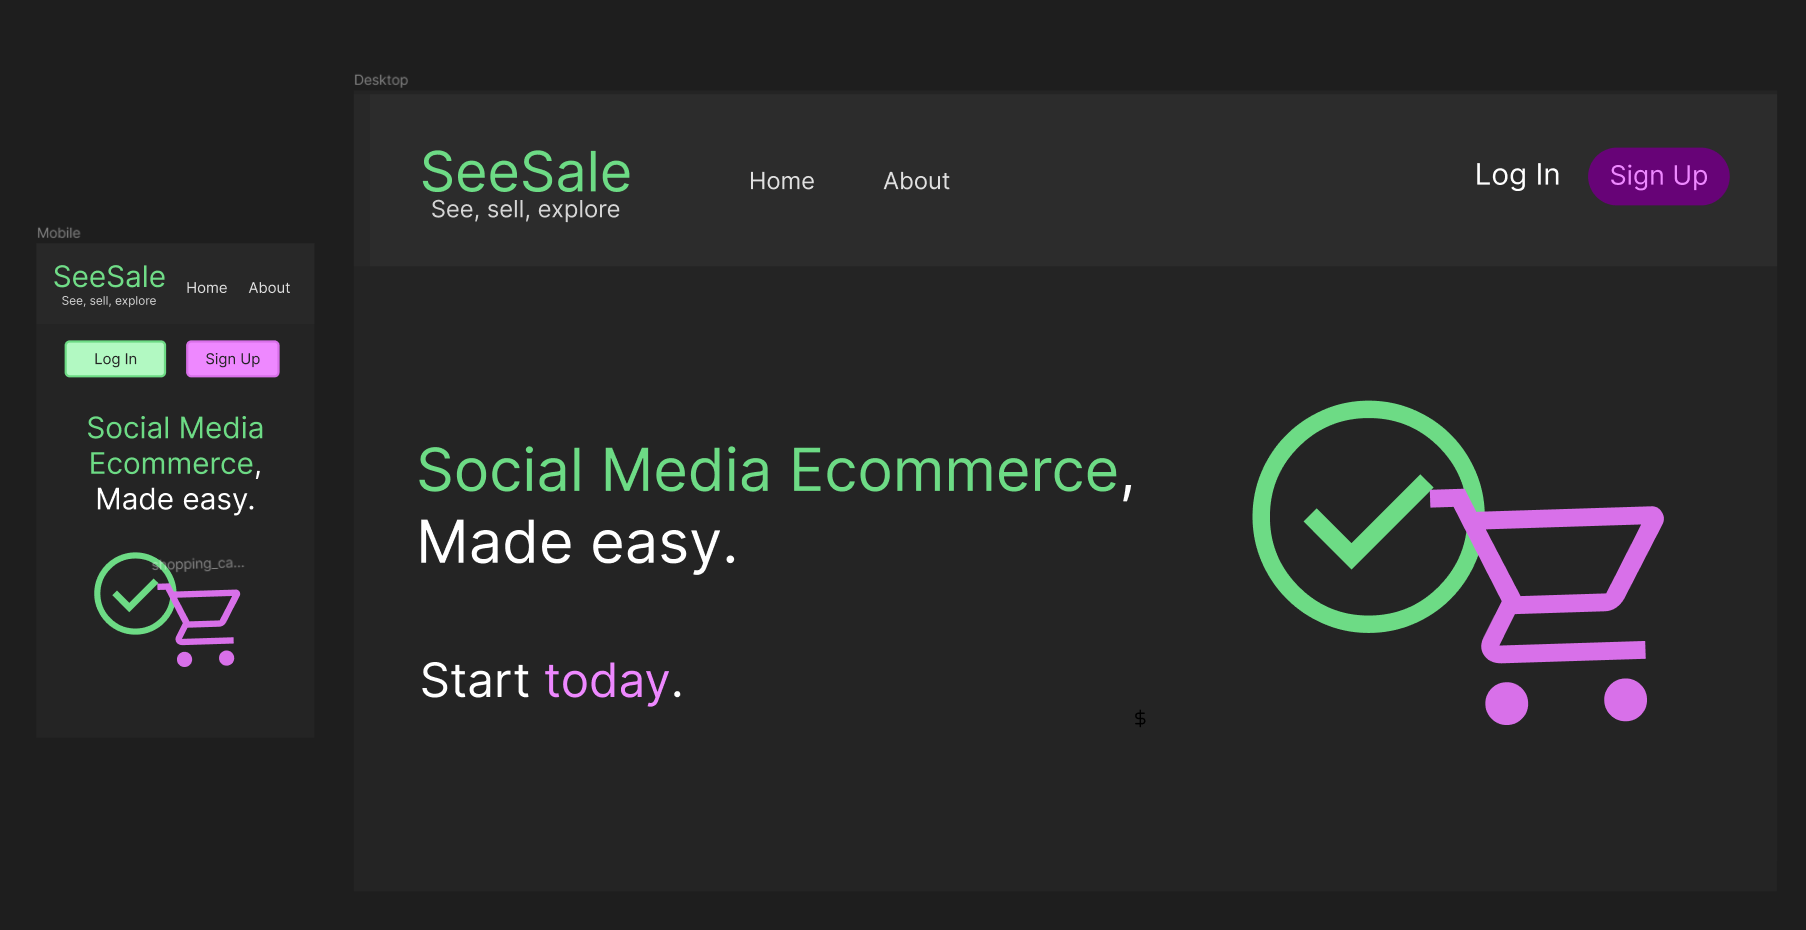 Desktop
SeeSale
See, sell, explore
Home
About
Log In
Sign Up
Social Media Ecommerce,
Made easy.
Start today.
$
Mobile
SeeSale
See, sell, explore
Home
About
Log In
Sign Up
Social Media
Ecommerce,
Made easy.
shopping_ca...